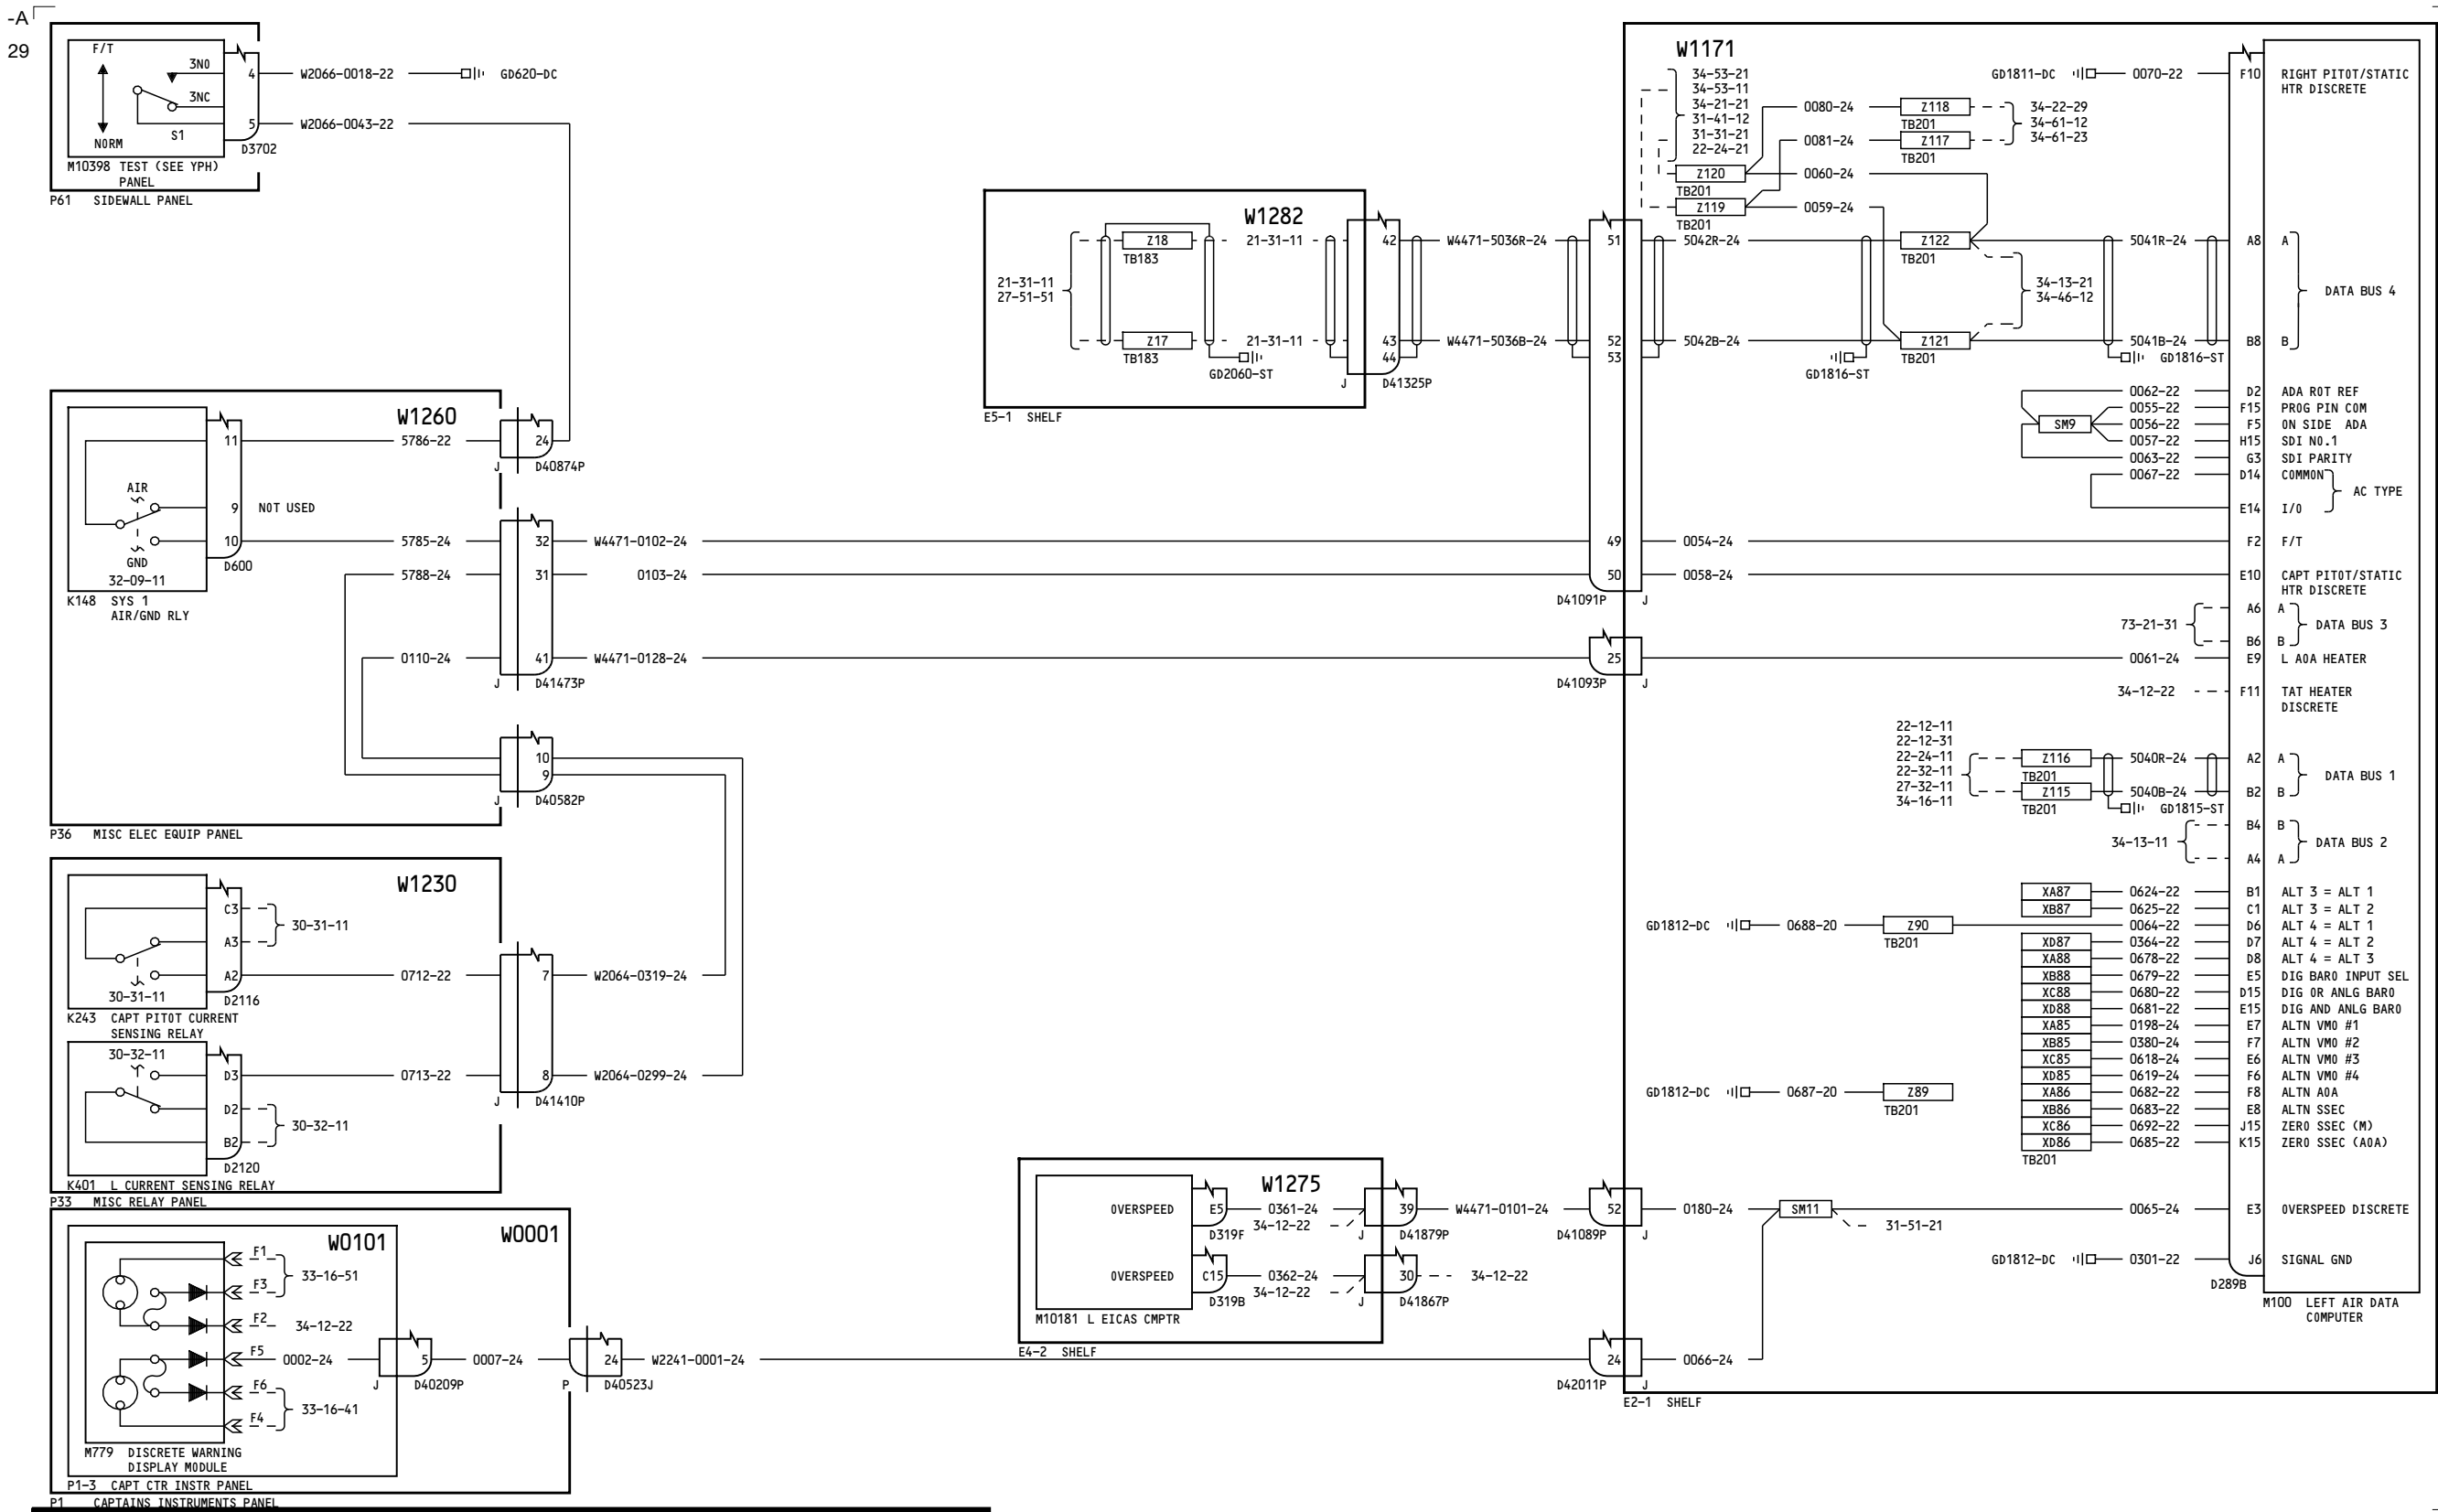 -A
29
F/T
3NO
3NC
S1
NORM
4
5
D3702
W2066-0018-22
GD620-DC
W2066-0043-22
M10398 TEST (SEE YPH)
PANEL
P61 SIDEWALL PANEL
W1260
11
5786-22
24
J
D40874P
AIR
9
NOT USED
10
5785-24
32
W4471-0102-24
GND
D600
32-09-11
5788-24
31
0103-24
K148 SYS 1
AIR/GND RLY
0110-24
41
W4471-0128-24
J
D41473P
10
9
J
D40582P
P36 MISC ELEC EQUIP PANEL
W1230
C3
A3
30-31-11
A2
0712-22
7
W2064-0319-24
30-31-11
D2116
K243 CAPT PITOT CURRENT
SENSING RELAY
30-32-11
D3
0713-22
8
W2064-0299-24
J
D41410P
D2
B2
30-32-11
D2120
K401 L CURRENT SENSING RELAY
P33 MISC RELAY PANEL
W0101
W0001
F1
F3
33-16-51
F2
34-12-22
F5
0002-24
5
0007-24
24
W2241-0001-24
J
D40209P
P
D40523J
F6
F4
33-16-41
M779 DISCRETE WARNING
DISPLAY MODULE
P1-3 CAPT CTR INSTR PANEL
P1 CAPTAINS INSTRUMENTS PANEL
W1282
21-31-11
27-51-51
Z18
TB183
21-31-11
42
W4471-5036R-24
51
Z17
TB183
21-31-11
43
44
W4471-5036B-24
52
53
GD2060-ST
J
D41325P
E5-1 SHELF
49
50
D41091P
J
25
D41093P
J
W1275
OVERSPEED
E5
0361-24
34-12-22
39
W4471-0101-24
52
D319F
J
D41879P
D41089P
J
OVERSPEED
C15
0362-24
34-12-22
30
34-12-22
D319B
J
D41867P
M10181 L EICAS CMPTR
E4-2 SHELF
24
D42011P
J
E2-1 SHELF
W1171
34-53-21
34-53-11
34-21-21
31-41-12
31-31-21
22-24-21
Z120
TB201
Z119
TB201
0080-24
Z118
TB201
0081-24
Z117
TB201
34-22-29
34-61-12
34-61-23
0060-24
0059-24
5042R-24
Z122
TB201
5041R-24
A8 A
DATA BUS 4
34-13-21
34-46-12
5042B-24
Z121
TB201
5041B-24
B8 B
GD1816-ST
GD1816-ST
GD1811-DC
0070-22
F10
RIGHT PITOT/STATIC
HTR DISCRETE
0062-22 D2 ADA ROT REF
0055-22 F15 PROG PIN COM
SM9
0056-22 F5 ON SIDE ADA
0057-22 H15 SDI NO.1
0063-22 G3 SDI PARITY
0067-22 D14 COMMON
AC TYPE
E14 I/O
0054-24
F2 F/T
0058-24
E10 CAPT PITOT/STATIC
HTR DISCRETE
A6 A
73-21-31
DATA BUS 3
B6 B
0061-24 E9 L AOA HEATER
34-12-22 F11 TAT HEATER
DISCRETE
22-12-11
22-12-31
22-24-11
22-32-11
27-32-11
34-16-11
Z116
TB201
5040R-24 A2 A
DATA BUS 1
Z115
TB201
5040B-24 B2 B
GD1815-ST
B4 B
34-13-11
DATA BUS 2
A4 A
XA87 0624-22 B1 ALT 3 = ALT 1
XB87 0625-22 C1 ALT 3 = ALT 2
GD1812-DC 0688-20 Z90 0064-22 D6 ALT 4 = ALT 1
TB201
XD87 0364-22 D7 ALT 4 = ALT 2
XA88 0678-22 D8 ALT 4 = ALT 3
XB88 0679-22 E5 DIG BARO INPUT SEL
XC88 0680-22 D15 DIG OR ANLG BARO
XD88 0681-22 E15 DIG AND ANLG BARO
XA85 0198-24 E7 ALTN VMO #1
XB85 0380-24 F7 ALTN VMO #2
XC85 0618-24 E6 ALTN VMO #3
XD85 0619-24 F6 ALTN VMO #4
GD1812-DC 0687-20 Z89
TB201
XA86 0682-22 F8 ALTN AOA
XB86 0683-22 E8 ALTN SSEC
XC86 0692-22 J15 ZERO SSEC (M)
XD86 0685-22 K15 ZERO SSEC (AOA)
TB201
0180-24 SM11 0065-24 E3 OVERSPEED DISCRETE
31-51-21
GD1812-DC 0301-22 J6 SIGNAL GND
D289B
M100 LEFT AIR DATA
COMPUTER
0066-24